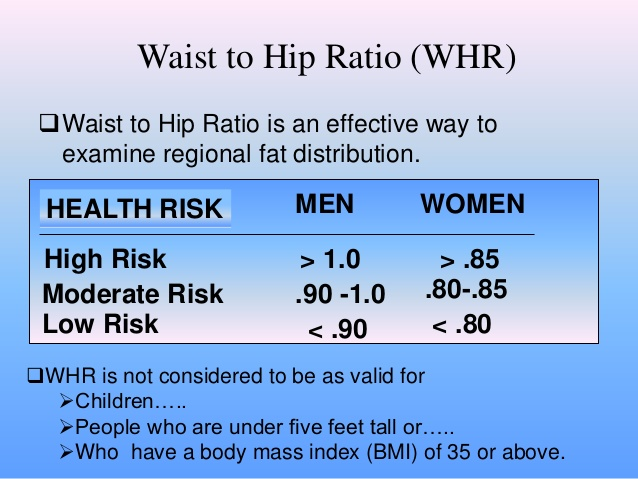 Waist to Hip Ratio (WHR)
❑Waist to Hip Ratio is an effective way to
examine regional fat distribution.
HEALTH RISK MEN WOMEN
High Risk > 1.0 > .85
Moderate Risk .90 -1.0 .80-.85
Low Risk < .90 < .80
❑WHR is not considered to be as valid for
➢Children…..
➢People who are under five feet tall or…..
➢Who have a body mass index (BMI) of 35 or above.